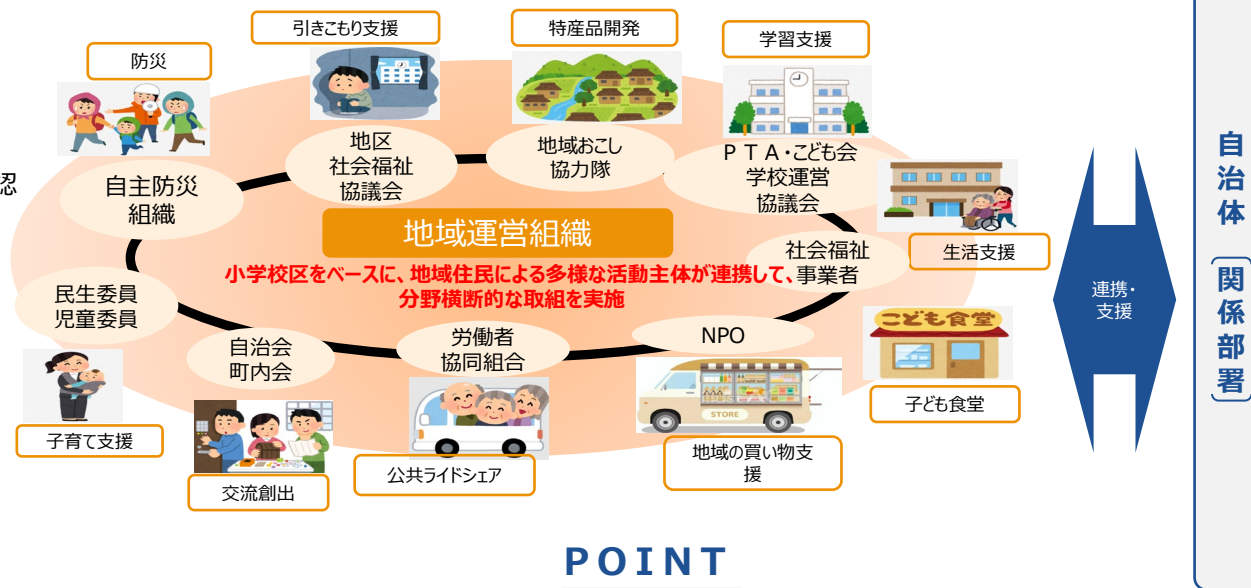 引きこもり支援
特産品開発
学習支援
防災
認
自主防災
組織
地区
社会福祉
協議会
地域おこし
協力隊
ＰＴＡ・こども会
学校運営
協議会
地域運営組織
小学校区をベースに、地域住民による多様な活動主体が連携して、
分野横断的な取組を実施
社会福祉
事業者
生活支援
民生委員
児童委員
自治会
町内会
労働者
協同組合
NPO
こども食堂
STORE
子育て支援
交流創出
公共ライドシェア
地域の買い物支
援
子ども食堂
連携・
支援
自治体〔関係部署〕
ＰＯＩＮＴ